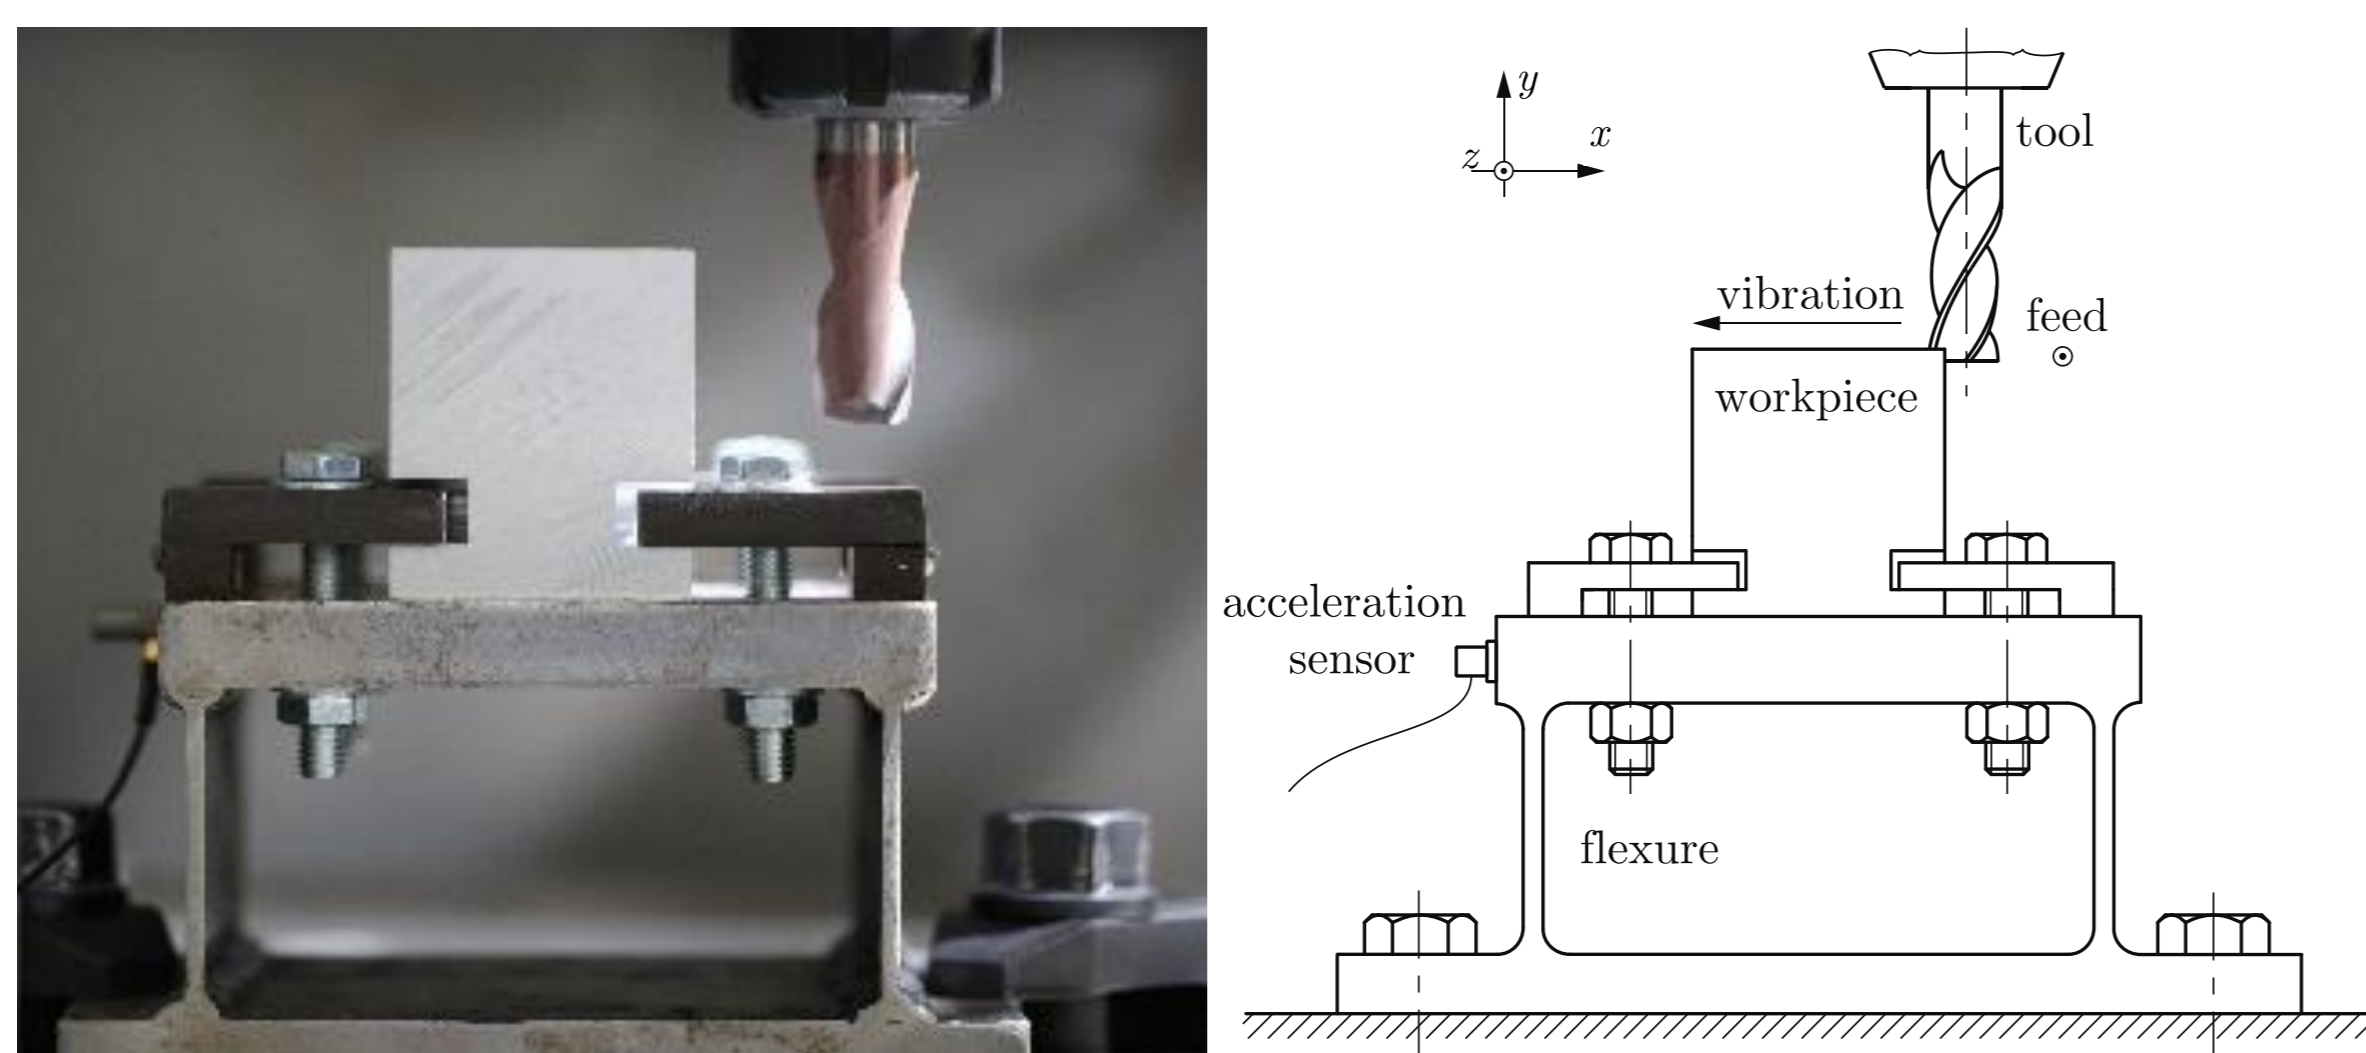 y
x
z
tool
vibration
feed
workpiece
acceleration
sensor
flexure